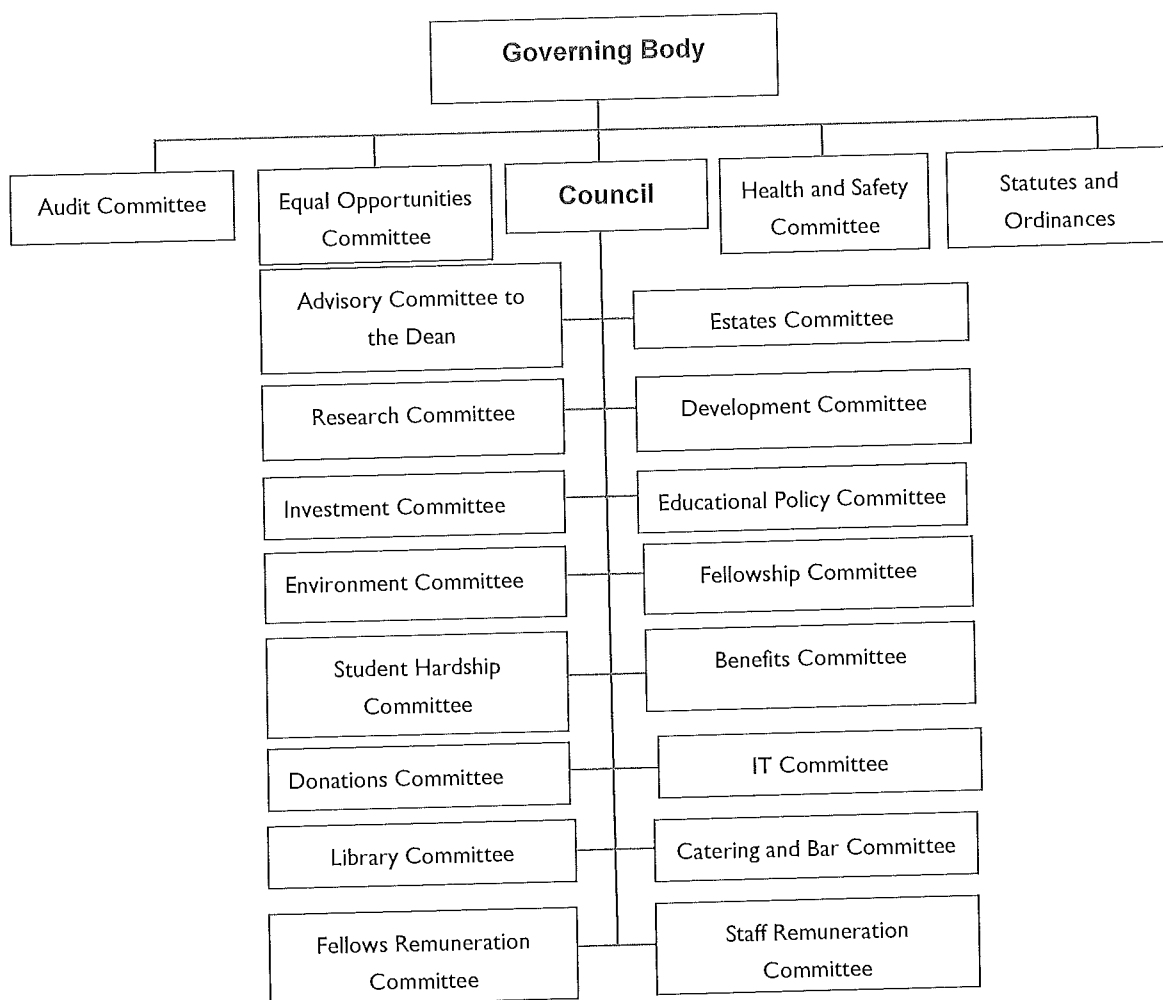 Governing Body
Audit Committee
Equal Opportunities
Committee
Council
Health and Safety
Committee
Statutes and
Ordinances
Advisory Committee to
the Dean
Estates Committee
Research Committee
Development Committee
Investment Committee
Educational Policy Committee
Environment Committee
Fellowship Committee
Student Hardship
Committee
Benefits Committee
Donations Committee
IT Committee
Library Committee
Catering and Bar Committee
Fellows Remuneration
Committee
Staff Remuneration
Committee